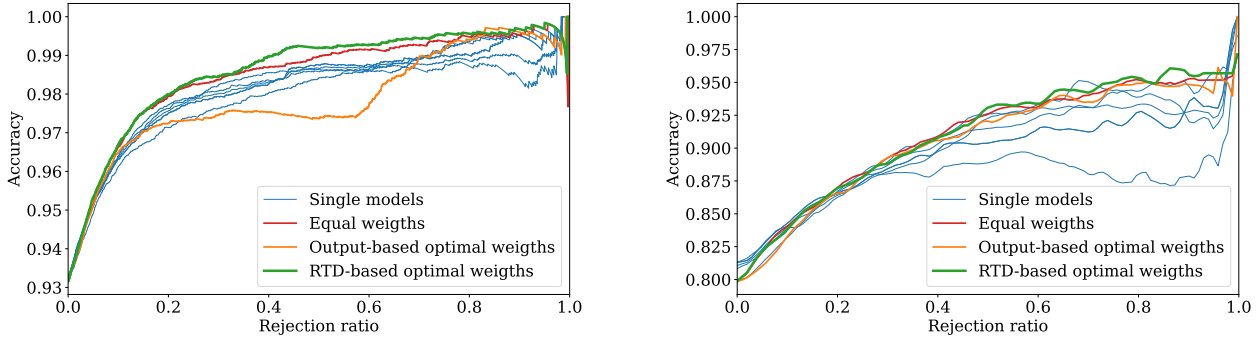 1.00
0.99
0.98
0.97
0.96
0.95
0.94
0.93
Accuracy
0.0 0.2 0.4 0.6 0.8 1.0
Rejection ratio
Single models
Equal weigths
Output-based optimal weigths
RTD-based optimal weigths
1.000
0.975
0.950
0.925
0.900
0.875
0.850
0.825
0.800
Accuracy
0.0 0.2 0.4 0.6 0.8 1.0
Rejection ratio
Single models
Equal weigths
Output-based optimal weigths
RTD-based optimal weigths